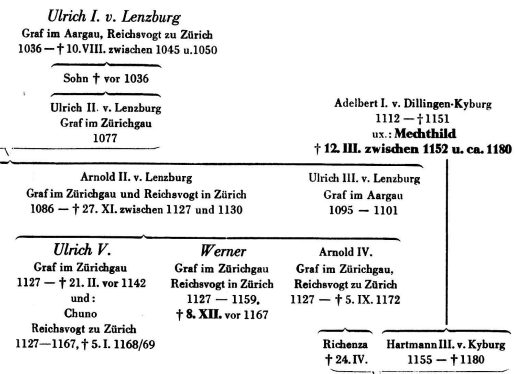 Ulrich I. v. Lenzburg
Graf im Aargau, Reichsvogt zu Zürich
1036 — † 10. VIII. zwischen 1045 u. 1050
Sohn † vor 1036
Ulrich II. v. Lenzburg
Graf im Zürichgau
1077
Adelbert I. v. Dillingen-Kyburg
1112 — † 1151
ux.: Mechthild
† 12. III. zwischen 1152 u. ca. 1180
Arnold II. v. Lenzburg
Graf im Zürichgau und Reichsvogt in Zürich
1086 — † 27. XI. zwischen 1127 und 1130
Ulrich III. v. Lenzburg
Graf im Aargau
1095 — 1101
Ulrich V.
Graf im Zürichgau
1127 — † 21. II. vor 1142
und:
Chuno
Reichsvogt zu Zürich
1127—1167, † 5. I. 1168/69
Werner
Graf im Zürichgau
Reichsvogt in Zürich
1127 — 1159,
† 8. XII. vor 1167
Arnold IV.
Graf im Zürichgau,
Reichsvogt zu Zürich
1127 — † 5. IX. 1172
Richenza
† 24. IV.
Hartmann III. v. Kyburg
1155 — † 1180